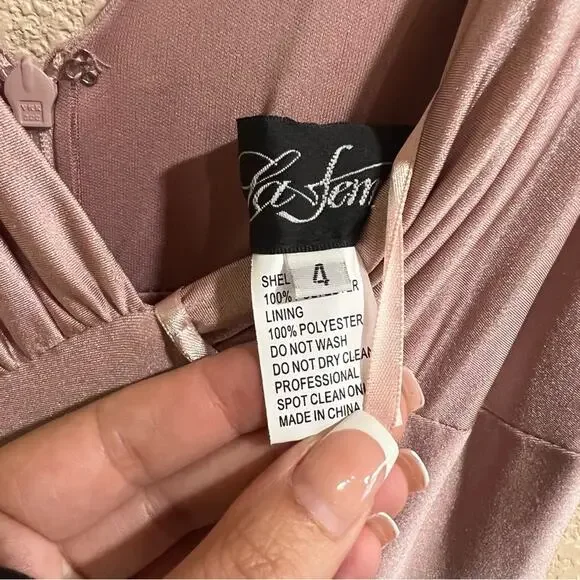 La Fem
4
SHEL
100%
LINING
100% POLYESTER
DO NOT WASH
DO NOT DRY CLEAN
PROFESSIONAL
SPOT CLEAN ON
MADE IN CHINA
YKK